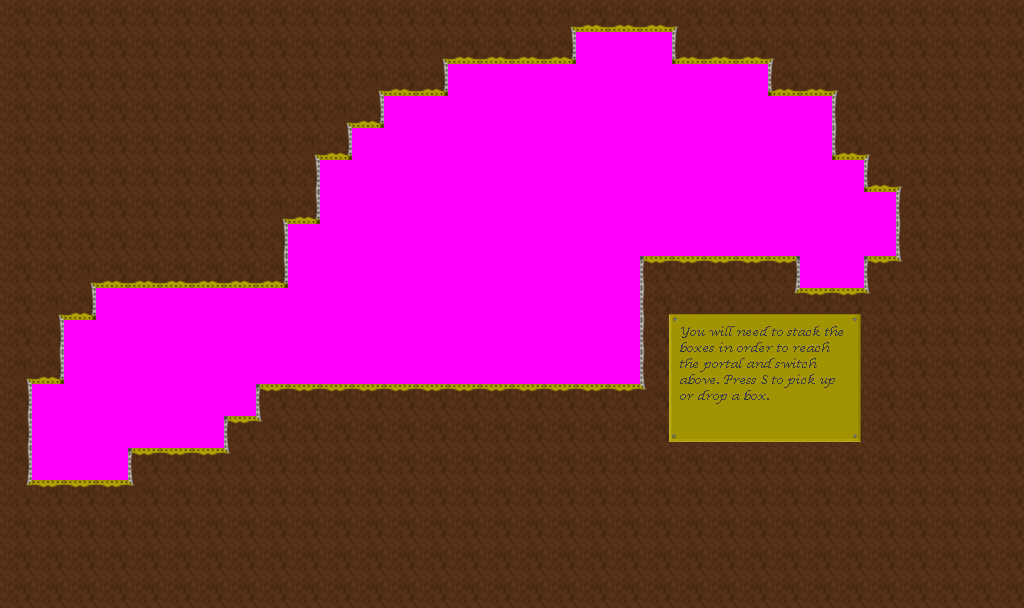 You will need to stack the
boxes in order to reach
the portal and switch
above. Press S to pick up
or drop a box.